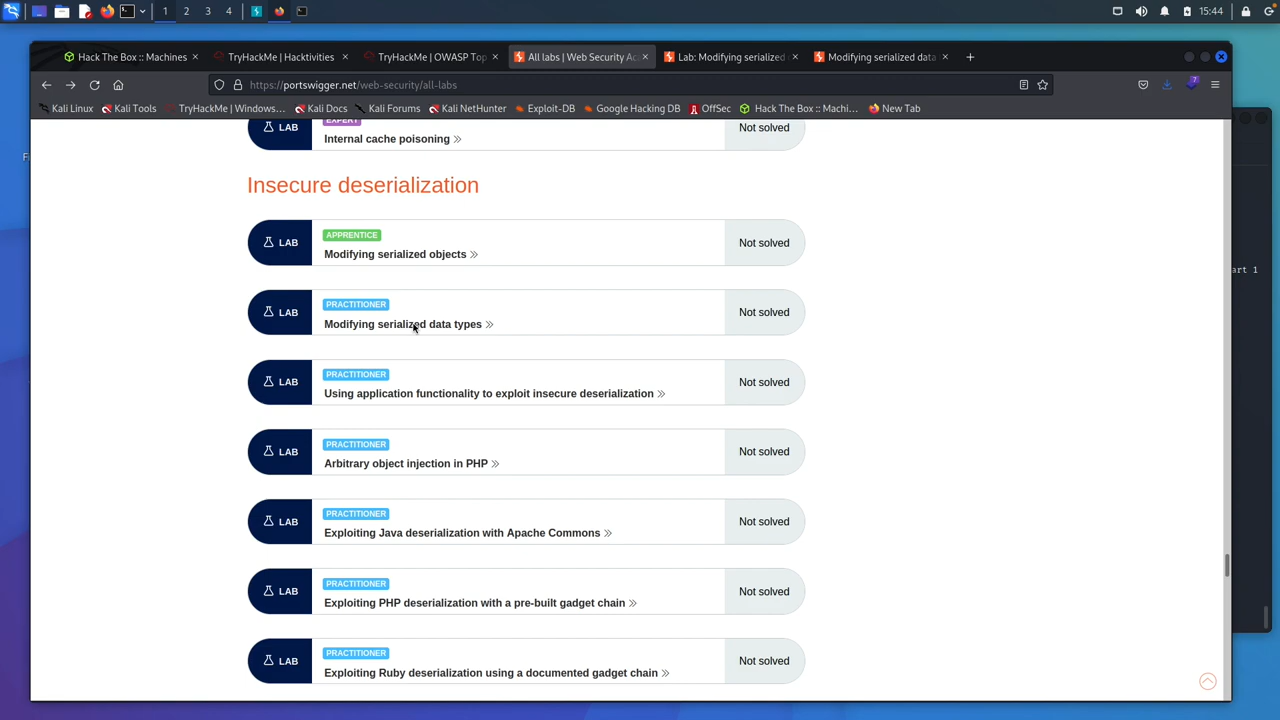 1 2 3 4 15:44
Hack The Box :: Machines TryHackMe | Hacktivities TryHackMe | OWASP Top All labs | Web Security Ac Lab: Modifying serialized Modifying serialized data
https://portswigger.net/web-security/all-labs 7
Kali Linux Kali Tools TryHackMe | Windows... Kali Docs Kali Forums Kali NetHunter Exploit-DB Google Hacking DB OffSec Hack The Box :: Machi... New Tab
EXPERT
LAB Not solved
Internal cache poisoning
Insecure deserialization
APPRENTICE
LAB Not solved
Modifying serialized objects
PRACTITIONER
LAB Not solved
Modifying serialized data types
PRACTITIONER
LAB Not solved
Using application functionality to exploit insecure deserialization
PRACTITIONER
LAB Not solved
Arbitrary object injection in PHP
PRACTITIONER
LAB Not solved
Exploiting Java deserialization with Apache Commons
PRACTITIONER
LAB Not solved
Exploiting PHP deserialization with a pre-built gadget chain
PRACTITIONER
LAB Not solved
Exploiting Ruby deserialization using a documented gadget chain
art 1